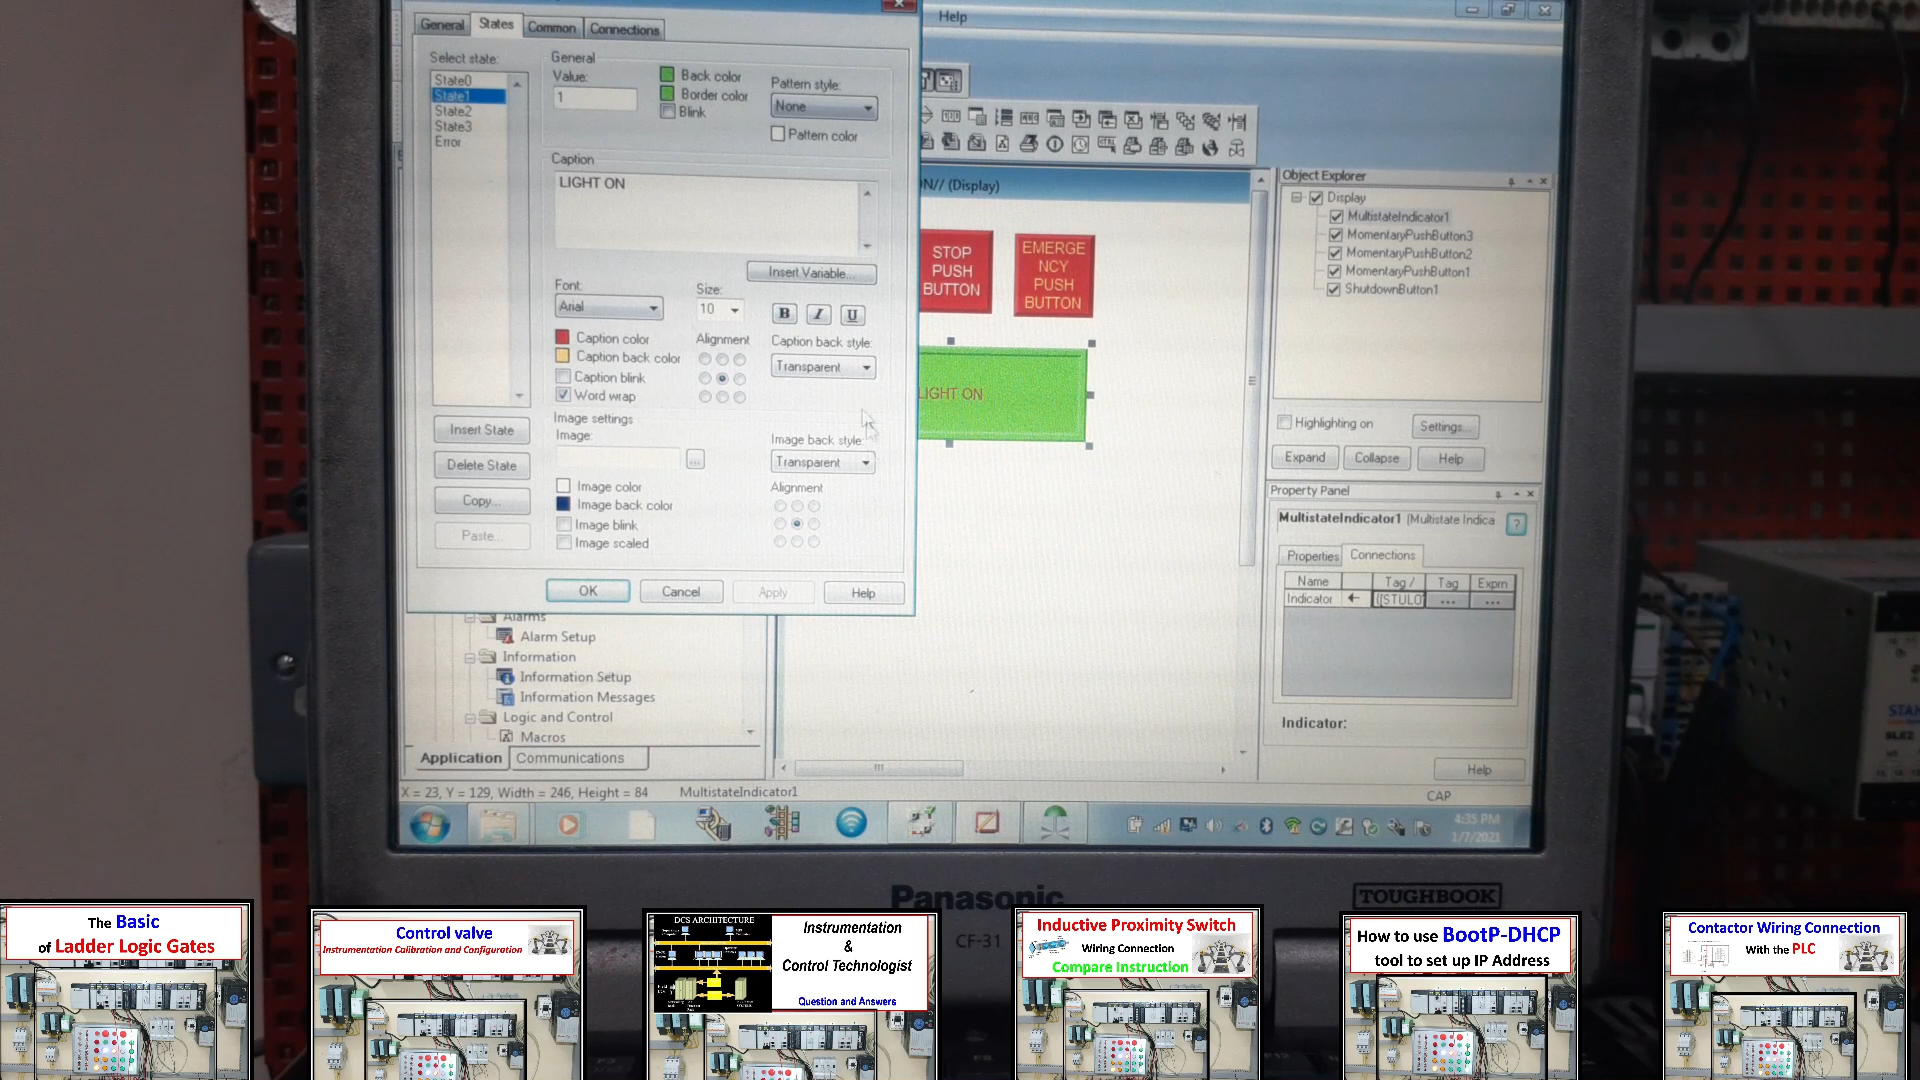 General
States
Common
Connections
Help
Select state:
State0
State1
State2
State3
Error
General
Value:
1
Back color
Border color
Blink
Pattern style:
None
Pattern color
Caption
LIGHT ON
Insert Variable...
Font:
Arial
Size:
10
B
I
U
Caption color
Caption back color
Caption blink
Word wrap
Alignment
Caption back style:
Transparent
Image settings
Image:
...
Image back style:
Transparent
Image color
Image back color
Image blink
Image scaled
Alignment
Insert State
Delete State
Copy...
Paste...
OK
Cancel
Apply
Help
N// (Display)
STOP
PUSH
BUTTON
EMERGE
NCY
PUSH
BUTTON
LIGHT ON
Object Explorer
Display
MultistateIndicator1
MomentaryPushButton3
MomentaryPushButton2
MomentaryPushButton1
ShutdownButton1
Highlighting on
Settings...
Expand
Collapse
Help
Property Panel
MultistateIndicator1 (Multistate Indica
?
Properties
Connections
Name
Tag /
Tag
Exprn
Indicator
{[STULO
...
...
Indicator:
Help
Alarms
Alarm Setup
Information
Information Setup
Information Messages
Logic and Control
Macros
Application
Communications
X = 23, Y = 129, Width = 246, Height = 84
MultistateIndicator1
CAP
4:35 PM
1/7/2021
Panasonic
TOUGHBOOK
CF-31
STAN
The Basic
of Ladder Logic Gates
Control valve
Instrumentation Calibration and Configuration
DCS ARCHITECTURE
Instrumentation
&
Control Technologist
Question and Answers
Inductive Proximity Switch
Wiring Connection
Compare Instruction
How to use BootP-DHCP
tool to set up IP Address
Contactor Wiring Connection
With the PLC